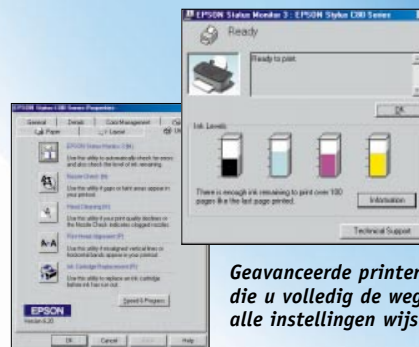 EPSON Status Monitor 3 : EPSON Stylus C80 Series
Ready
Ready to print
OK
Ink Levels
There is enough ink remaining to print over 100
pages like the last page printed.
Information
Technical Support
EPSON Stylus C80 Series Properties
General
Details
Color Management
Paper
Layout
EPSON Status Monitor 3
Use this utility to automatically check for errors
and also check the level of ink remaining.
Nozzle Check
Use this utility if gaps or faint areas appear in
your printout.
Head Cleaning
Use this utility if your print quality declines or
the Nozzle Check indicates clogged nozzles.
Print Head Alignment
Use this utility if misaligned vertical lines or
horizontal bands appear in your printout.
Ink Cartridge Replacement
Use this utility to replace an ink cartridge
before ink has run out.
Speed & Progress
EPSON
Version
OK
Cancel
Help
Geavanceerde printer
die u volledig de weg
alle instellingen wijs